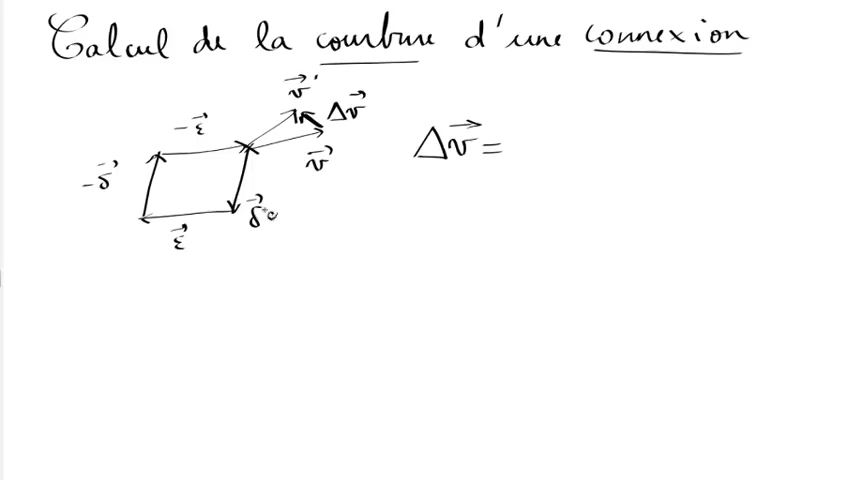 Calcul de la courbure d'une connexion
v⃗'
-ε⃗
Δv⃗
Δv⃗ =
v⃗
-δ⃗
δ⃗
ε⃗